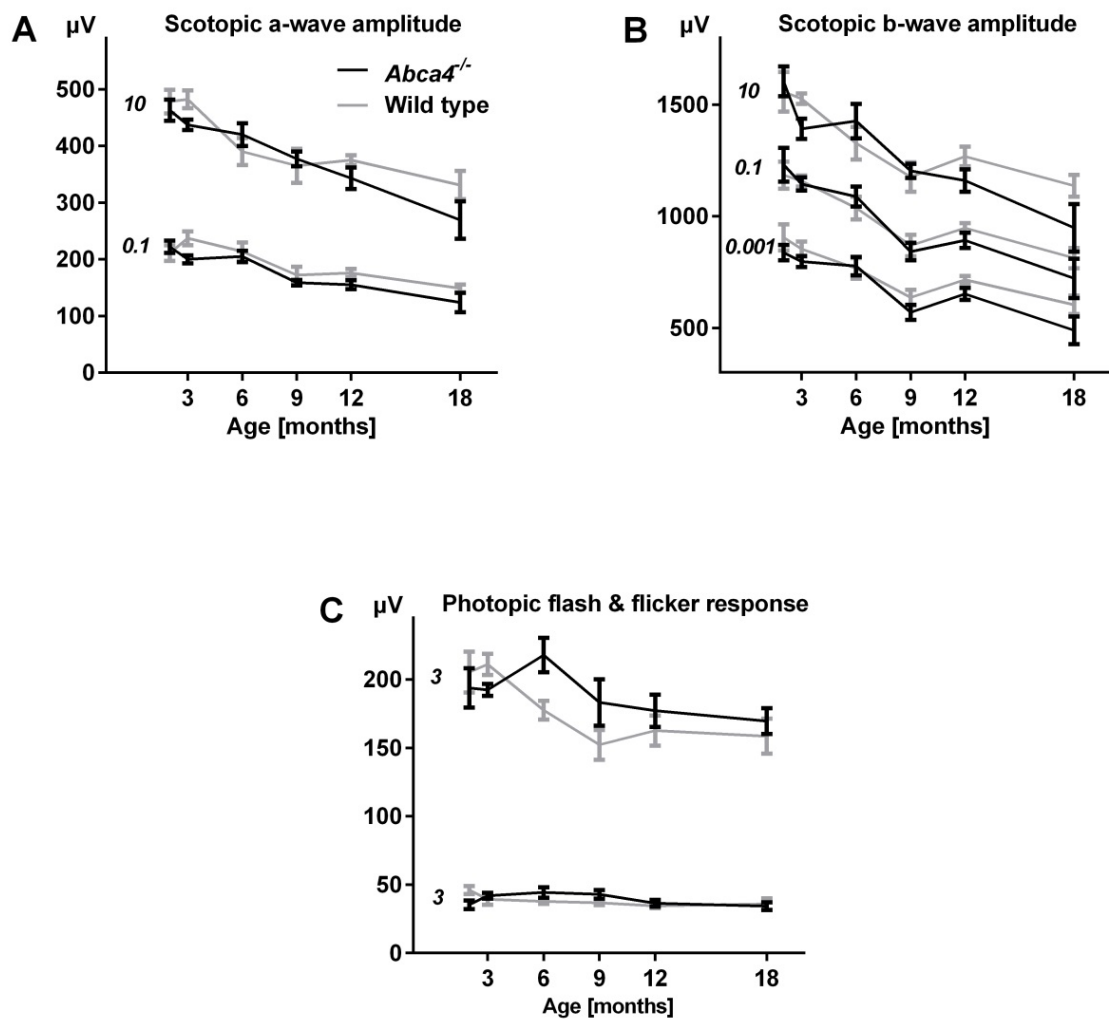 A µV Scotopic a-wave amplitude
Abca4-/-
Wild type
500
400
300
200
100
0
10
0.1
3 6 9 12 18
Age [months]
B µV Scotopic b-wave amplitude
1500
1000
500
10
0.1
0.001
3 6 9 12 18
Age [months]
C µV Photopic flash & flicker response
200
150
100
50
0
3
3
3 6 9 12 18
Age [months]